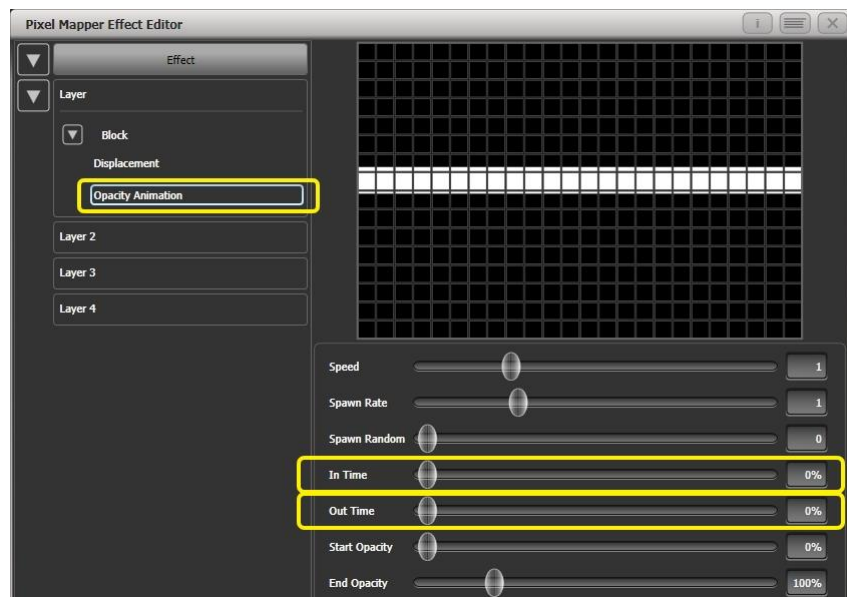 Pixel Mapper Effect Editor
i
Effect
Layer
Block
Displacement
Opacity Animation
Layer 2
Layer 3
Layer 4
Speed 1
Spawn Rate 1
Spawn Random 0
In Time 0%
Out Time 0%
Start Opacity 0%
End Opacity 100%